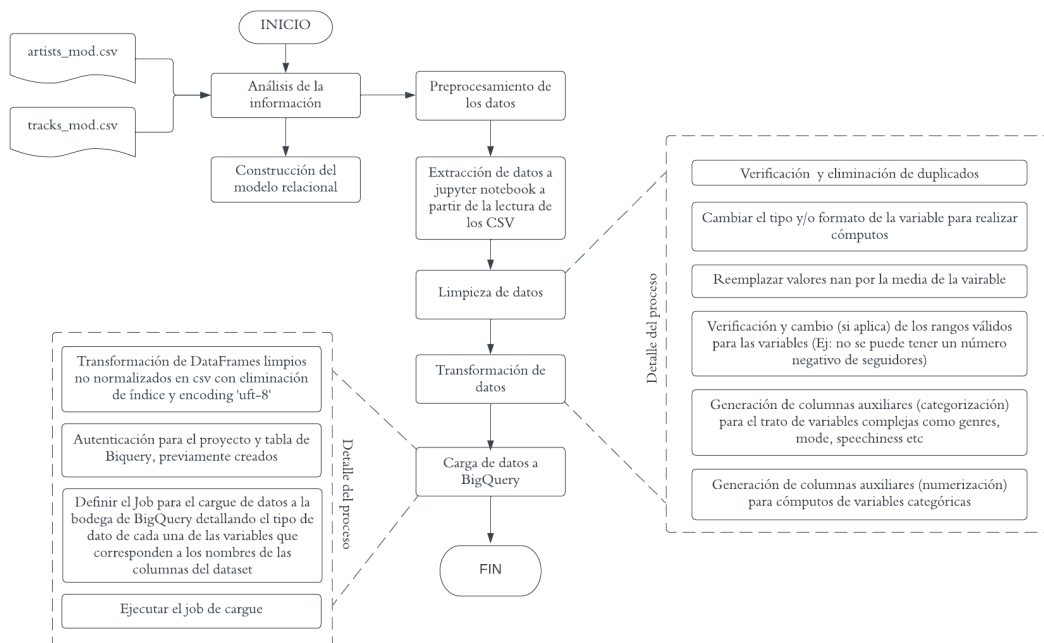 INICIO
artists_mod.csv
tracks_mod.csv
Análisis de la
información
Construcción del
modelo relacional
Preprocesamiento de
los datos
Extracción de datos a
jupyter notebook a
partir de la lectura de
los CSV
Limpieza de datos
Transformación de
datos
Carga de datos a
BigQuery
FIN
Detalle del proceso
Verificación y eliminación de duplicados
Cambiar el tipo y/o formato de la variable para realizar
cómputos
Reemplazar valores nan por la media de la vairable
Verificación y cambio (si aplica) de los rangos válidos
para las variables (Ej: no se puede tener un número
negativo de seguidores)
Generación de columnas auxiliares (categorización)
para el trato de variables complejas como genres,
mode, speechiness etc
Generación de columnas auxiliares (numerización)
para cómputos de variables categóricas
Transformación de DataFrames limpios
no normalizados en csv con eliminación
de índice y encoding 'uft-8'
Autenticación para el proyecto y tabla de
Biquery, previamente creados
Definir el Job para el cargue de datos a la
bodega de BigQuery detallando el tipo de
dato de cada una de las variables que
corresponden a los nombres de las
columnas del dataset
Ejecutar el job de cargue
Detalle del proceso